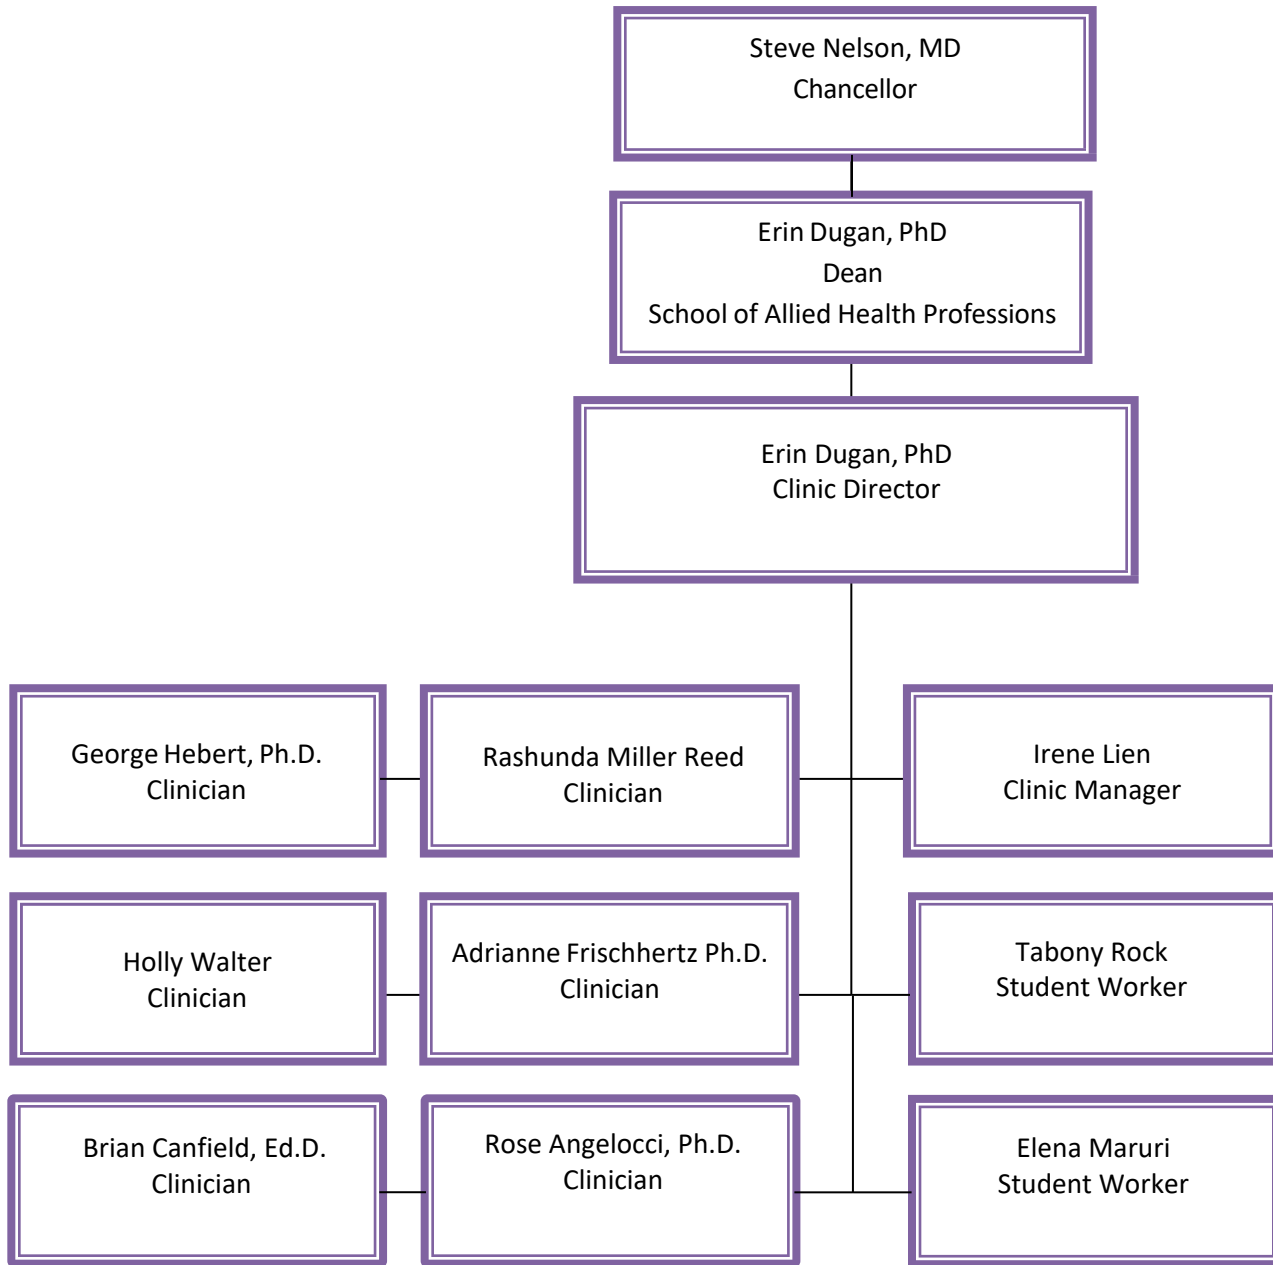 Steve Nelson, MD
Chancellor
Erin Dugan, PhD
Dean
School of Allied Health Professions
Erin Dugan, PhD
Clinic Director
George Hebert, Ph.D.
Clinician
Rashunda Miller Reed
Clinician
Irene Lien
Clinic Manager
Holly Walter
Clinician
Adrianne Frischhertz Ph.D.
Clinician
Tabony Rock
Student Worker
Brian Canfield, Ed.D.
Clinician
Rose Angelocci, Ph.D.
Clinician
Elena Maruri
Student Worker